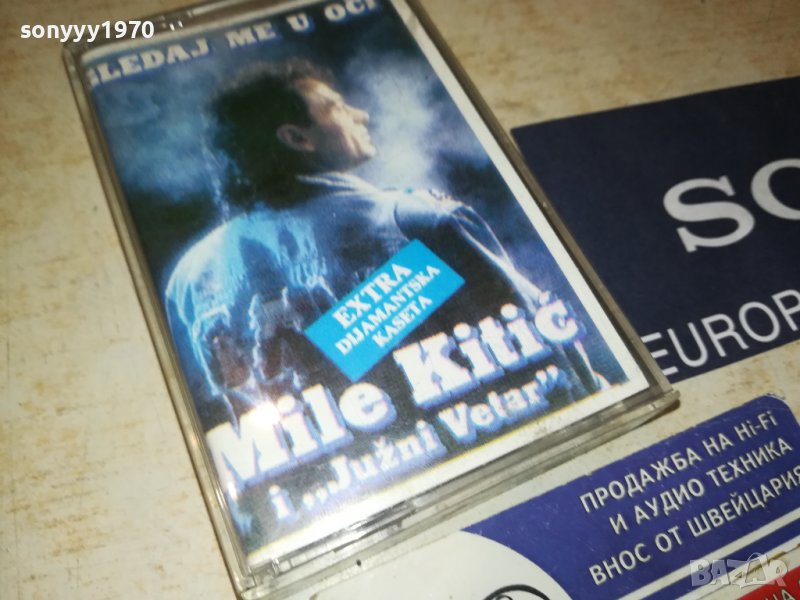 sonyyy1970
GLEDAJ ME U OČI
EXTRA
DIJAMANTSKA
KASETA
Mile Kitić
i „Južni Vetar”
SO
EUROP
ПРОДАЖБА НА Hi-Fi
И АУДИО ТЕХНИКА
ВНОС ОТ ШВЕЙЦАРИЯ
BAZAR